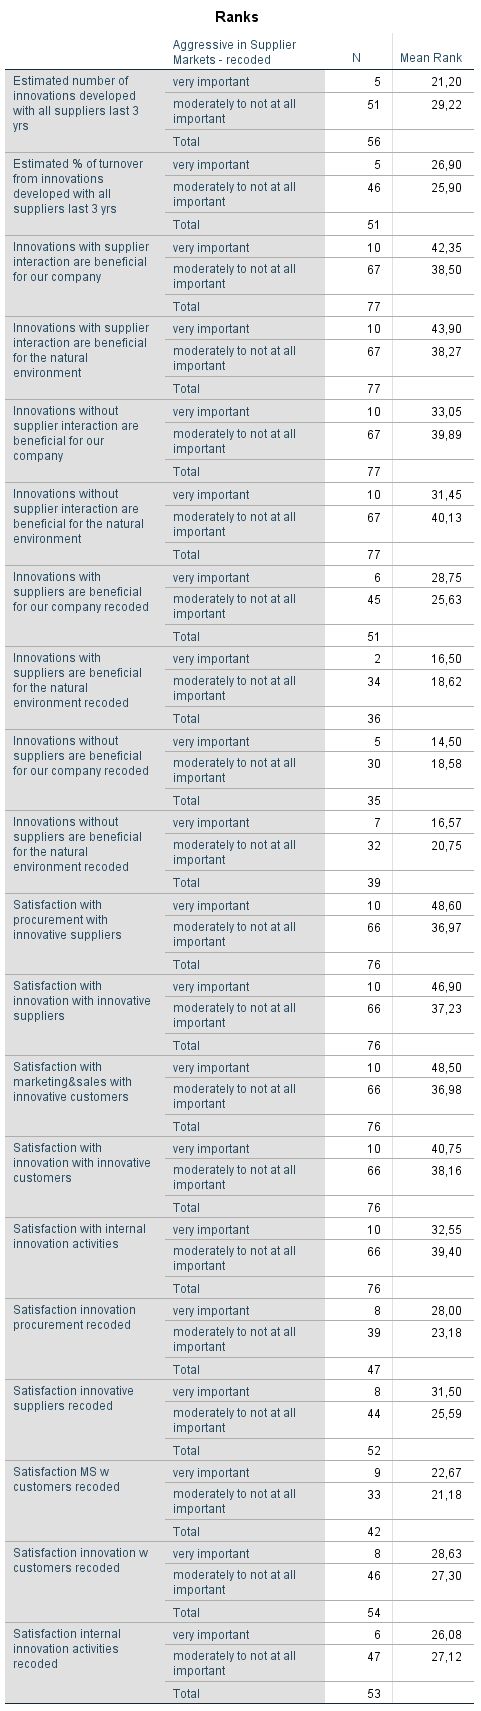 Ranks
Aggressive in Supplier
Markets - recoded N Mean Rank
Estimated number of very important 5 21,20
innovations developed
with all suppliers last 3 moderately to not at all 51 29,22
yrs important
Total 56
Estimated % of turnover very important 5 26,90
from innovations
developed with all moderately to not at all 46 25,90
suppliers last 3 yrs important
Total 51
Innovations with supplier very important 10 42,35
interaction are beneficial moderately to not at all 67 38,50
for our company important
Total 77
Innovations with supplier very important 10 43,90
interaction are beneficial moderately to not at all 67 38,27
for the natural important
environment
Total 77
Innovations without very important 10 33,05
supplier interaction are
beneficial for our moderately to not at all 67 39,89
company important
Total 77
Innovations without very important 10 31,45
supplier interaction are moderately to not at all 67 40,13
beneficial for the natural important
environment
Total 77
Innovations with very important 6 28,75
suppliers are beneficial moderately to not at all 45 25,63
for our company recoded important
Total 51
Innovations with very important 2 16,50
suppliers are beneficial moderately to not at all 34 18,62
for the natural important
environment recoded
Total 36
Innovations without very important 5 14,50
suppliers are beneficial moderately to not at all 30 18,58
for our company recoded important
Total 35
Innovations without very important 7 16,57
suppliers are beneficial moderately to not at all 32 20,75
for the natural important
environment recoded
Total 39
Satisfaction with very important 10 48,60
procurement with moderately to not at all 66 36,97
innovative suppliers important
Total 76
Satisfaction with very important 10 46,90
innovation with innovative moderately to not at all 66 37,23
suppliers important
Total 76
Satisfaction with very important 10 48,50
marketing&sales with moderately to not at all 66 36,98
innovative customers important
Total 76
Satisfaction with very important 10 40,75
innovation with innovative moderately to not at all 66 38,16
customers important
Total 76
Satisfaction with internal very important 10 32,55
innovation activities moderately to not at all 66 39,40
important
Total 76
Satisfaction innovation very important 8 28,00
procurement recoded moderately to not at all 39 23,18
important
Total 47
Satisfaction innovative very important 8 31,50
suppliers recoded moderately to not at all 44 25,59
important
Total 52
Satisfaction MS w very important 9 22,67
customers recoded moderately to not at all 33 21,18
important
Total 42
Satisfaction innovation w very important 8 28,63
customers recoded moderately to not at all 46 27,30
important
Total 54
Satisfaction internal very important 6 26,08
innovation activities moderately to not at all 47 27,12
recoded important
Total 53